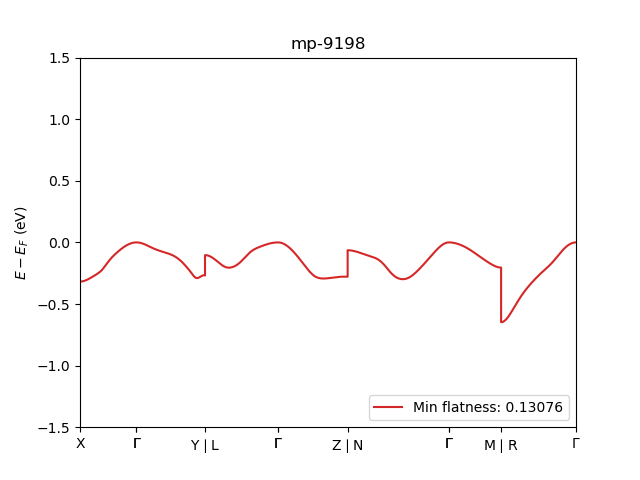 mp-9198
1.5
1.0
0.5
0.0
−0.5
−1.0
−1.5
E − E_F (eV)
X Γ Y | L Γ Z | N Γ M | R Γ
Min flatness: 0.13076